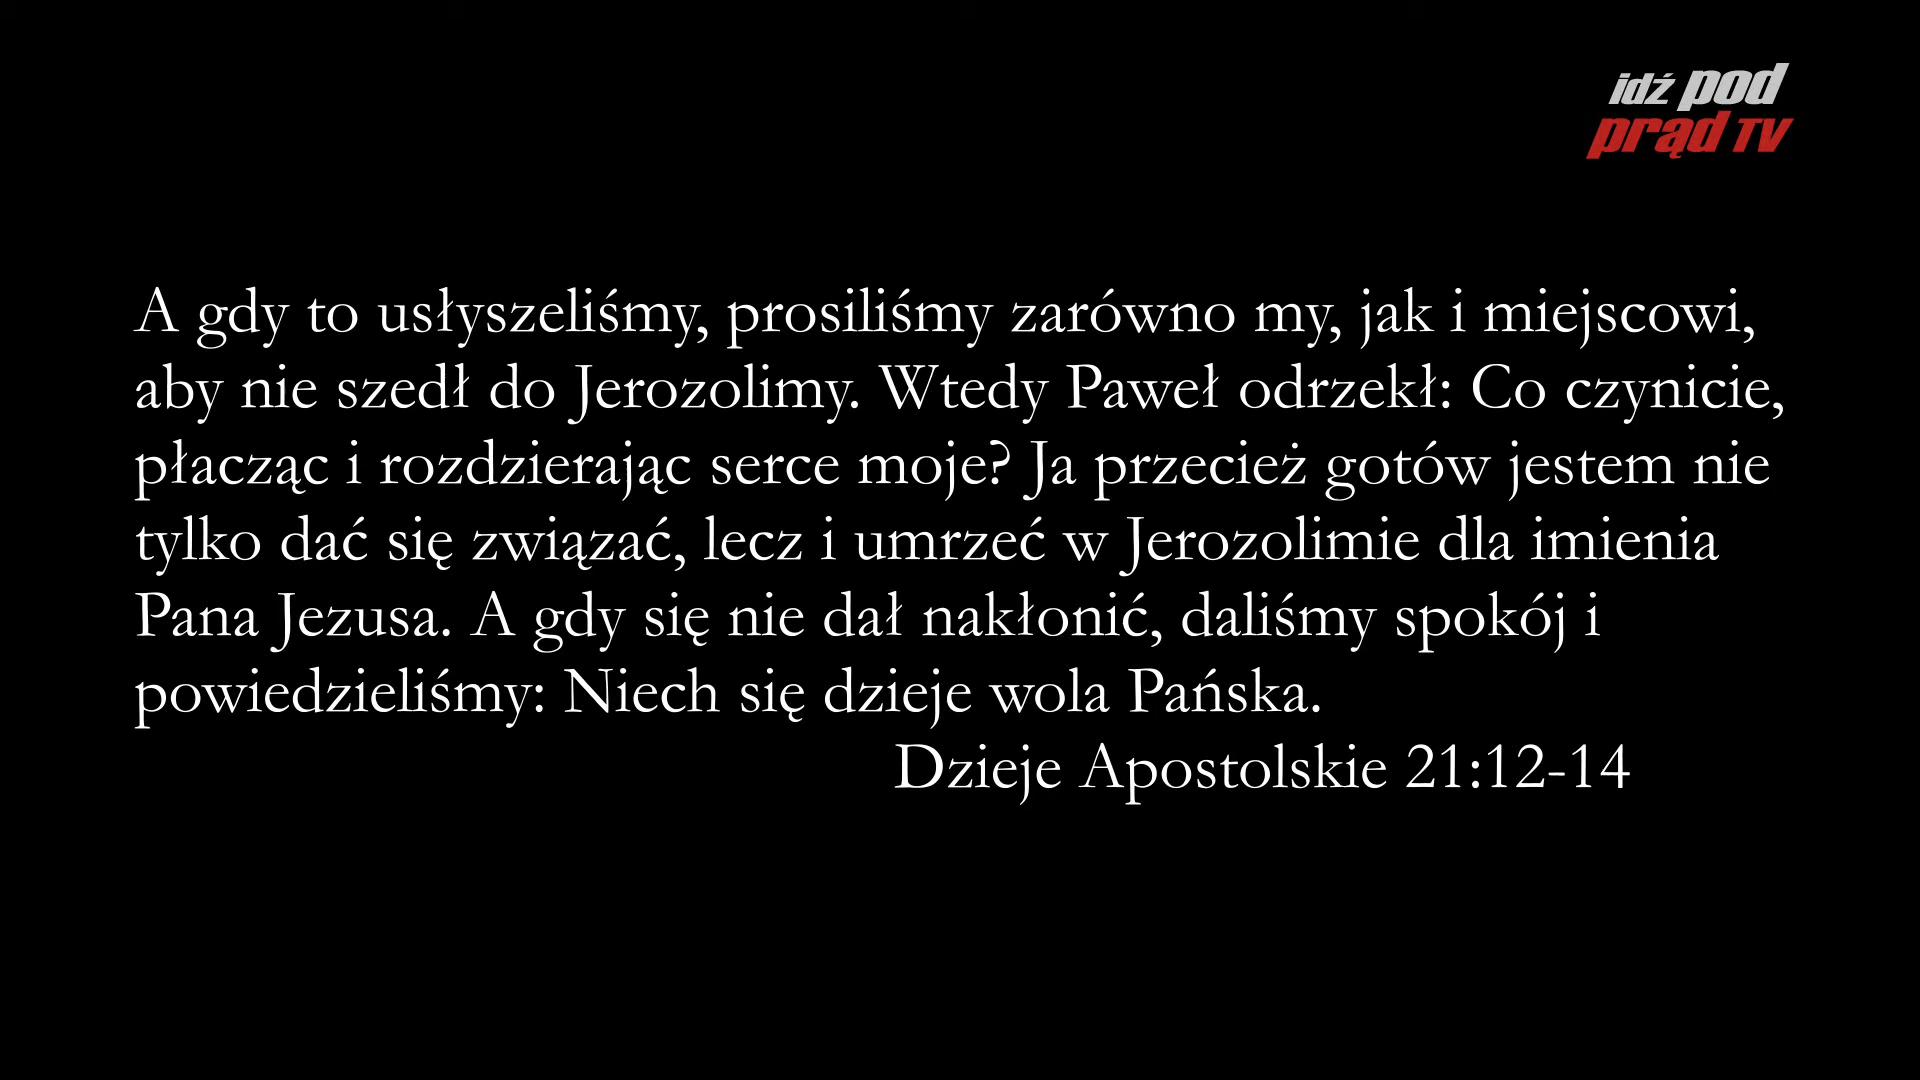 idź pod
prąd TV
A gdy to usłyszeliśmy, prosiliśmy zarówno my, jak i miejscowi,
aby nie szedł do Jerozolimy. Wtedy Paweł odrzekł: Co czynicie,
płacząc i rozdzierając serce moje? Ja przecież gotów jestem nie
tylko dać się związać, lecz i umrzeć w Jerozolimie dla imienia
Pana Jezusa. A gdy się nie dał nakłonić, daliśmy spokój i
powiedzieliśmy: Niech się dzieje wola Pańska.
Dzieje Apostolskie 21:12-14